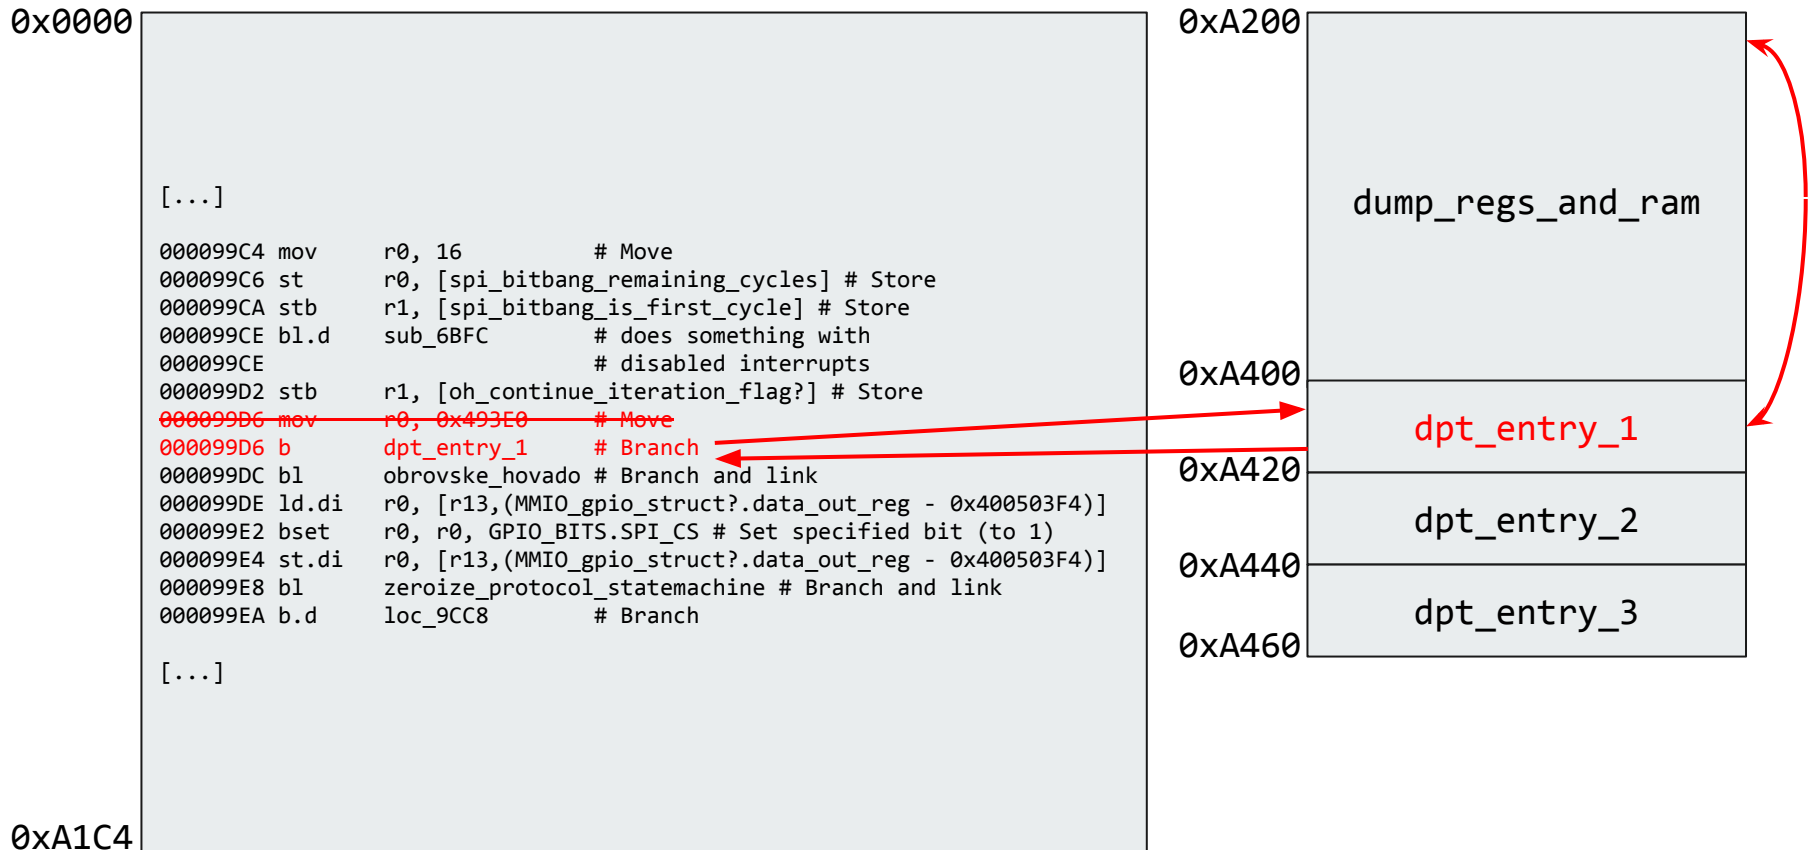 0x0000
[...]
000099C4 mov     r0, 16           # Move
000099C6 st      r0, [spi_bitbang_remaining_cycles] # Store
000099CA stb     r1, [spi_bitbang_is_first_cycle] # Store
000099CE bl.d    sub_6BFC         # does something with
000099CE                          # disabled interrupts
000099D2 stb     r1, [oh_continue_iteration_flag?] # Store
000099D6 mov     r0, 0x493E0      # Move
000099D6 b       dpt_entry_1      # Branch
000099DC bl      obrovske_hovado # Branch and link
000099DE ld.di   r0, [r13,(MMIO_gpio_struct?.data_out_reg - 0x400503F4)]
000099E2 bset    r0, r0, GPIO_BITS.SPI_CS # Set specified bit (to 1)
000099E4 st.di   r0, [r13,(MMIO_gpio_struct?.data_out_reg - 0x400503F4)]
000099E8 bl      zeroize_protocol_statemachine # Branch and link
000099EA b.d     loc_9CC8         # Branch
[...]
0xA1C4
0xA200
dump_regs_and_ram
0xA400
dpt_entry_1
0xA420
dpt_entry_2
0xA440
dpt_entry_3
0xA460